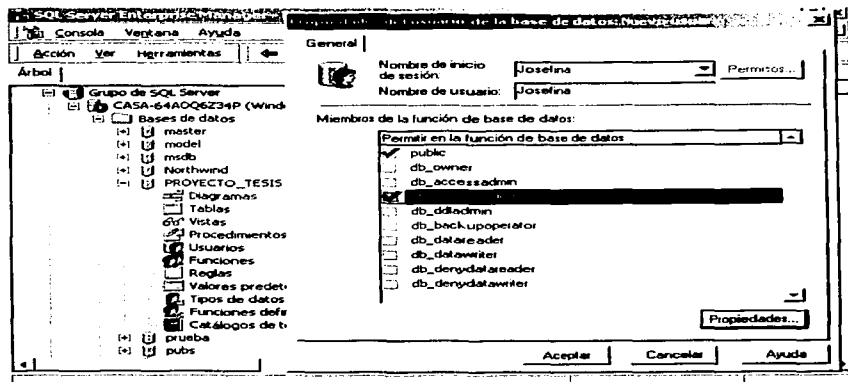 SQL Server Enterprise Manager
Consola Ventana Ayuda
Acción Ver Herramientas
Árbol
Grupo de SQL Server
CASA-64AOQ6Z34P (Wind
Bases de datos
master
model
msdb
Northwind
PROYECTO_TESIS
Diagramas
Tablas
Vistas
Procedimientos
Usuarios
Funciones
Reglas
Valores predet
Tipos de datos
Funciones defi
Catálogos de t
prueba
pubs
del usuario de la base de datos:
General
Nombre de inicio
de sesión:
Josefina
Permisos...
Nombre de usuario:
Josefina
Miembros de la función de base de datos:
Permitir en la función de base de datos
public
db_owner
db_accessadmin
db_ddladmin
db_backupoperator
db_datareader
db_datawriter
db_denydatareader
db_denydatawriter
Propiedades...
Aceptar
Cancelar
Ayuda